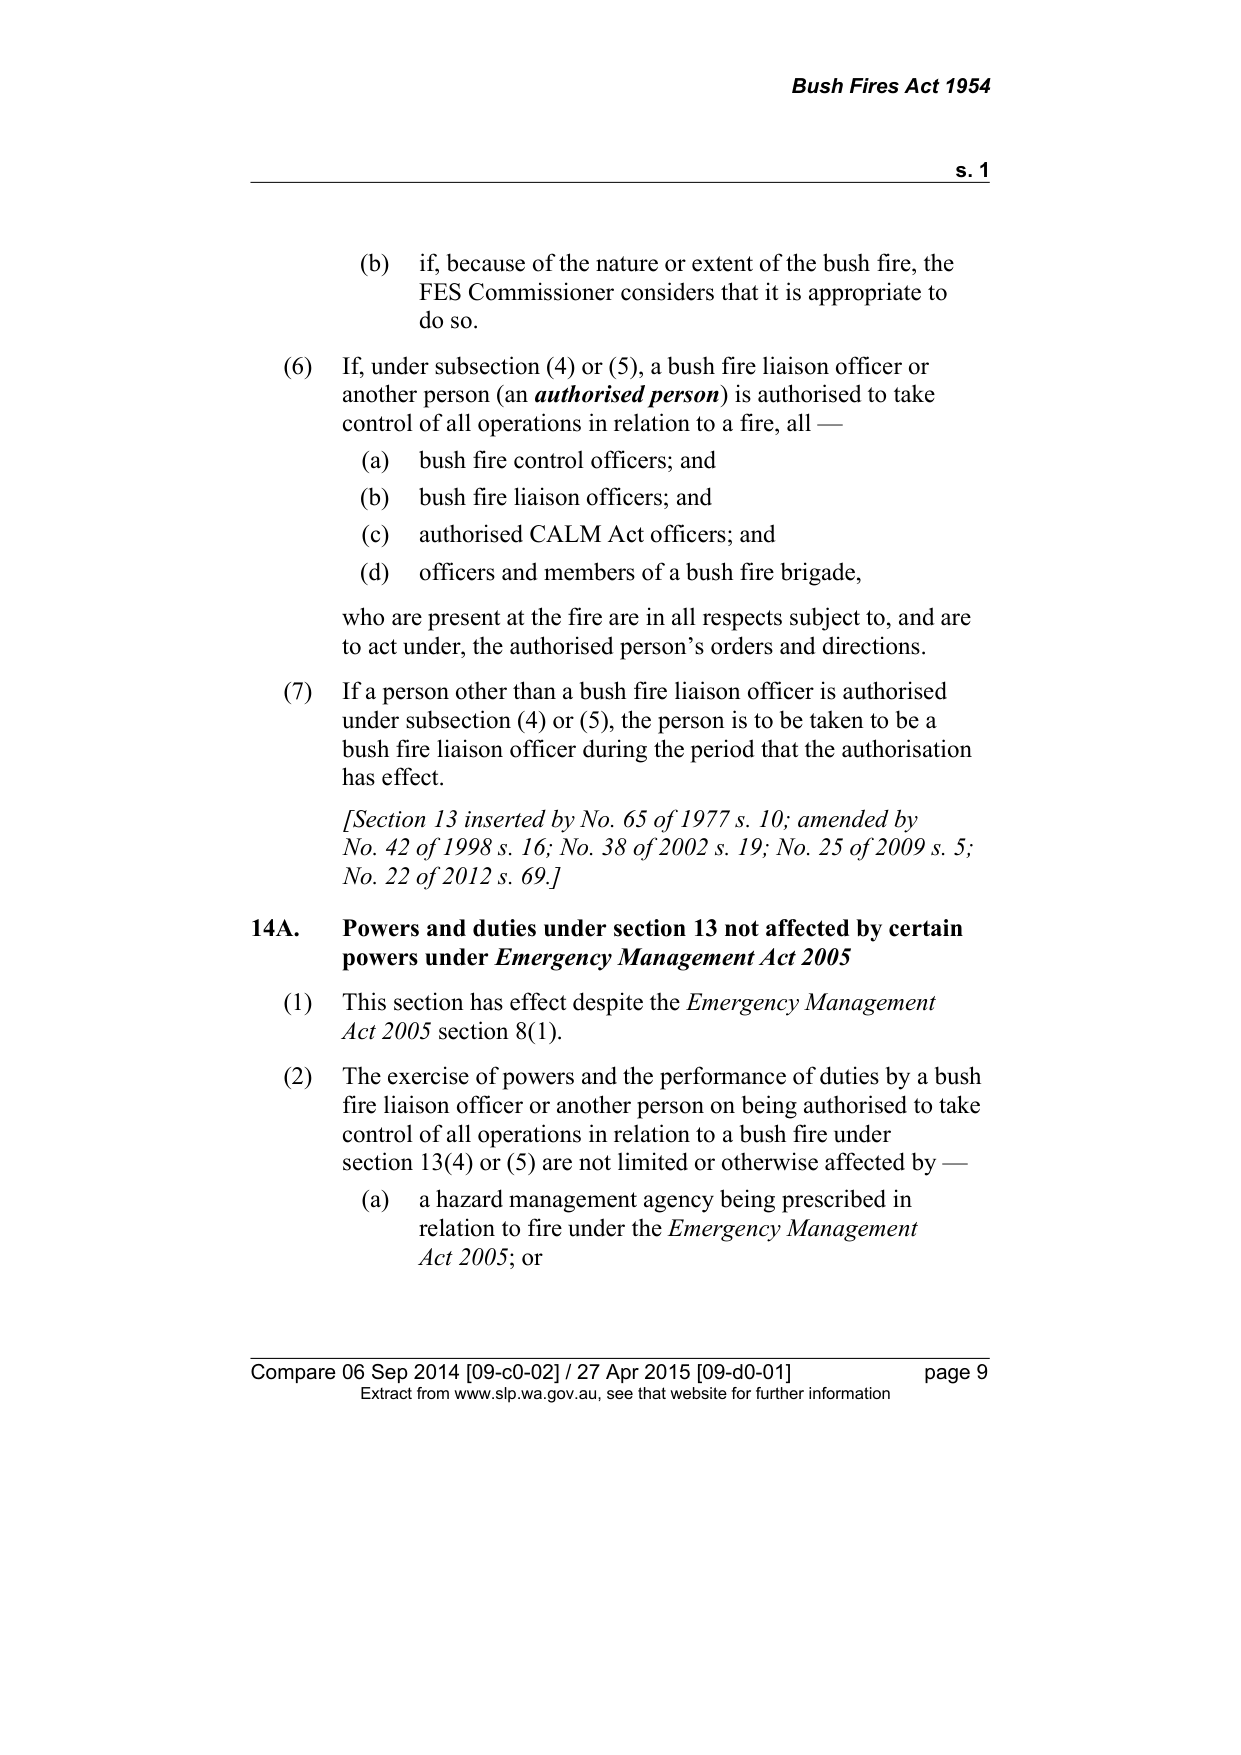 Bush Fires Act 1954
s. 1
(b) if, because of the nature or extent of the bush fire, the
FES Commissioner considers that it is appropriate to
do so.
(6) If, under subsection (4) or (5), a bush fire liaison officer or
another person (an authorised person) is authorised to take
control of all operations in relation to a fire, all —
(a) bush fire control officers; and
(b) bush fire liaison officers; and
(c) authorised CALM Act officers; and
(d) officers and members of a bush fire brigade,
who are present at the fire are in all respects subject to, and are
to act under, the authorised person’s orders and directions.
(7) If a person other than a bush fire liaison officer is authorised
under subsection (4) or (5), the person is to be taken to be a
bush fire liaison officer during the period that the authorisation
has effect.
[Section 13 inserted by No. 65 of 1977 s. 10; amended by
No. 42 of 1998 s. 16; No. 38 of 2002 s. 19; No. 25 of 2009 s. 5;
No. 22 of 2012 s. 69.]
14A. Powers and duties under section 13 not affected by certain
powers under Emergency Management Act 2005
(1) This section has effect despite the Emergency Management
Act 2005 section 8(1).
(2) The exercise of powers and the performance of duties by a bush
fire liaison officer or another person on being authorised to take
control of all operations in relation to a bush fire under
section 13(4) or (5) are not limited or otherwise affected by —
(a) a hazard management agency being prescribed in
relation to fire under the Emergency Management
Act 2005; or
Compare 06 Sep 2014 [09-c0-02] / 27 Apr 2015 [09-d0-01] page 9
Extract from www.slp.wa.gov.au, see that website for further information